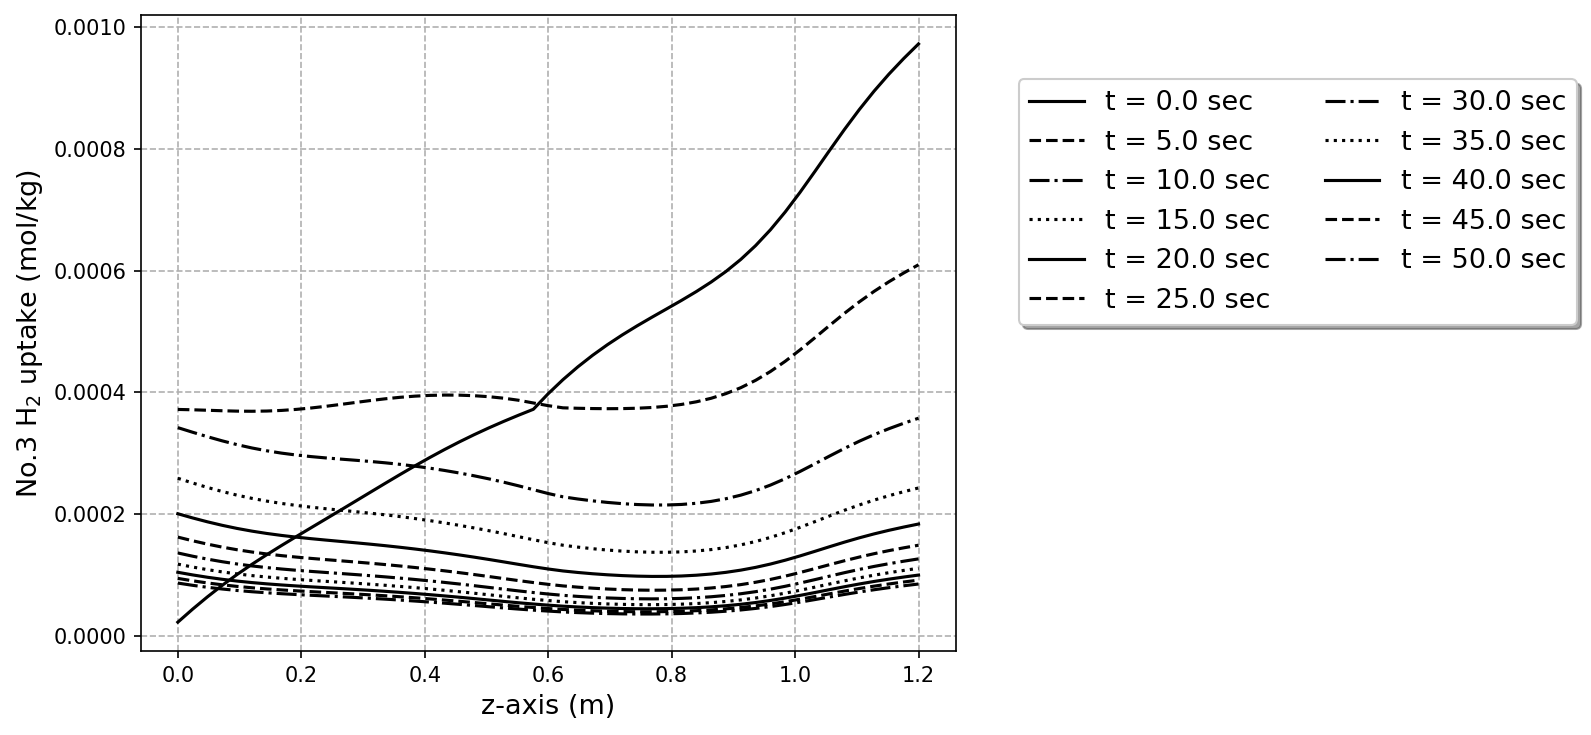 0.0010
0.0008
0.0006
0.0004
0.0002
0.0000
No.3 H₂ uptake (mol/kg)
0.0 0.2 0.4 0.6 0.8 1.0 1.2
z-axis (m)
t = 0.0 sec
t = 5.0 sec
t = 10.0 sec
t = 15.0 sec
t = 20.0 sec
t = 25.0 sec
t = 30.0 sec
t = 35.0 sec
t = 40.0 sec
t = 45.0 sec
t = 50.0 sec